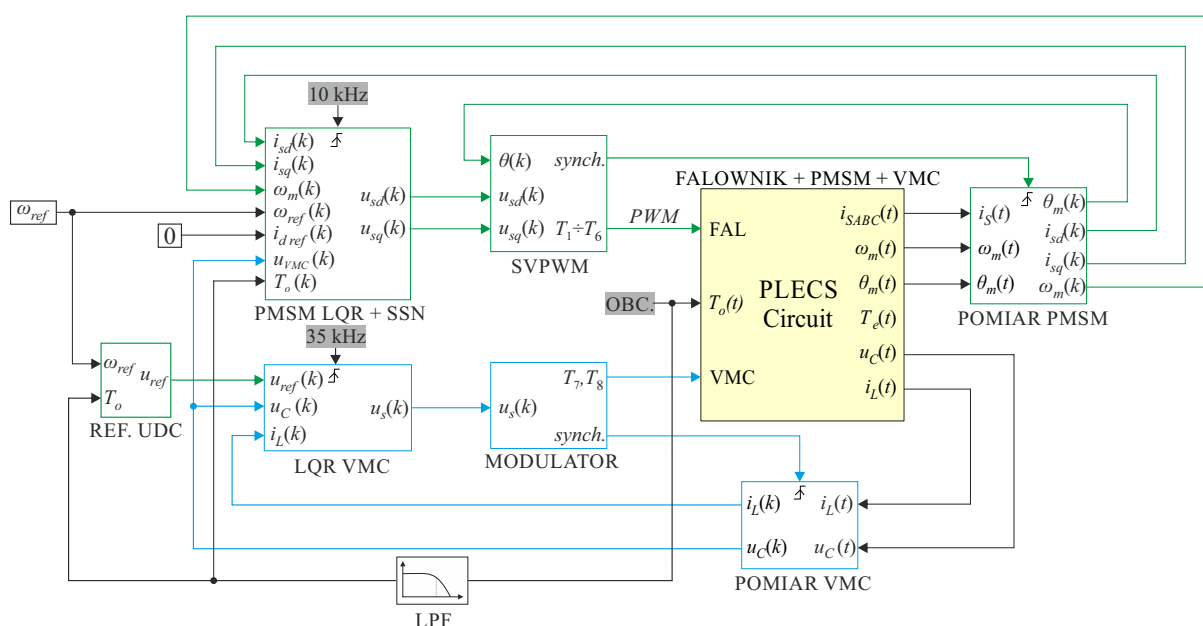 10 kHz
i_sd(k)
i_sq(k)
ω_m(k)
ω_ref(k)
i_d ref(k)
u_VMC(k)
T_o(k)
u_sd(k)
u_sq(k)
PMSM LQR + SSN
ω_ref
0
θ(k)
u_sd(k)
u_sq(k)
synch.
T_1÷T_6
SVPWM
PWM
FALOWNIK + PMSM + VMC
FAL
T_o(t)
VMC
PLECS
Circuit
i_SABC(t)
ω_m(t)
θ_m(t)
T_e(t)
u_C(t)
i_L(t)
i_S(t)
ω_m(t)
θ_m(t)
θ_m(k)
i_sd(k)
i_sq(k)
ω_m(k)
POMIAR PMSM
OBC.
35 kHz
ω_ref
T_o
u_ref
REF. UDC
u_ref(k)
u_C(k)
i_L(k)
u_s(k)
LQR VMC
u_s(k)
T_7,T_8
synch.
MODULATOR
i_L(k)
u_C(k)
i_L(t)
u_C(t)
POMIAR VMC
LPF